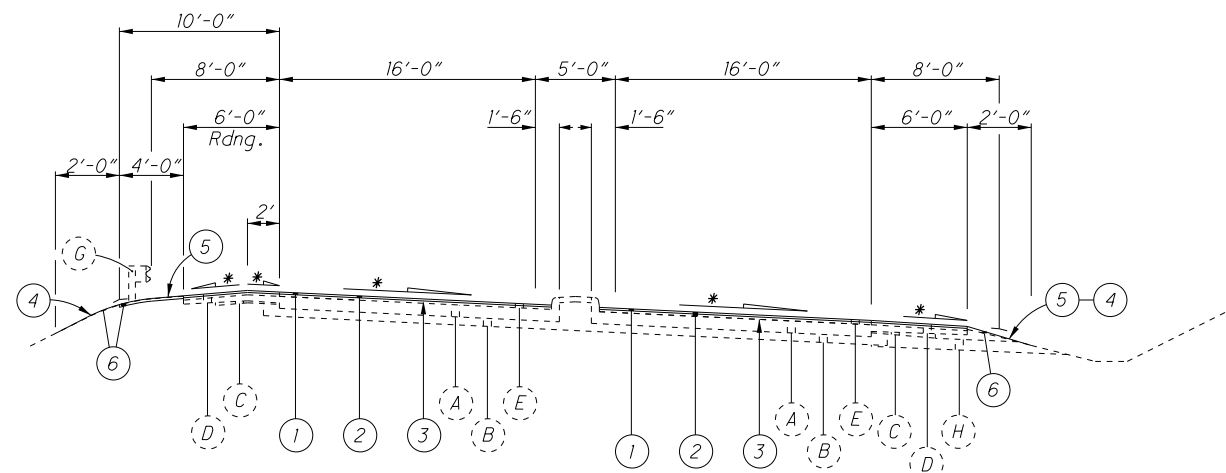 10'-0"
8'-0" 16'-0" 5'-0" 16'-0" 8'-0"
6'-0" 1'-6" 1'-6" 6'-0" 2'-0"
Rdng.
2'-0" 4'-0"
2'
G 5 * * * * *
4 5 4
6 6
D C A E A E C H
1 2 3 B 1 2 3 B D